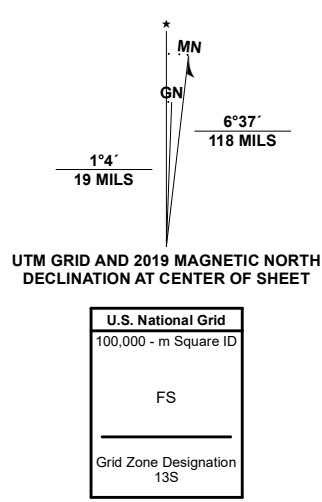 ★
MN
GN
6°37´
118 MILS
1°4´
19 MILS
UTM GRID AND 2019 MAGNETIC NORTH
DECLINATION AT CENTER OF SHEET
U.S. National Grid
100,000 - m Square ID
FS
Grid Zone Designation
13S